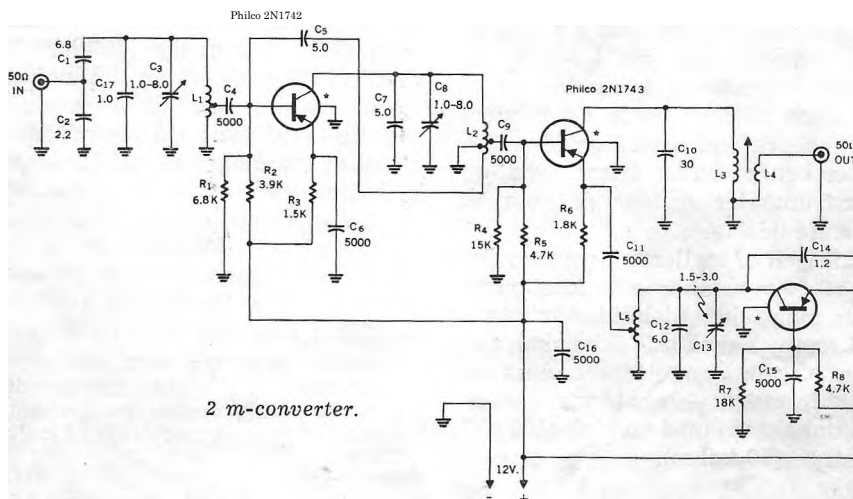 Philco 2N1742
C5
5.0
6.8
C1
50Ω
IN
C17
1.0
C3
1.0-8.0
L1
C4
5000
*
C7
5.0
C8
1.0-8.0
L2
C9
5000
Philco 2N1743
*
C10
30
L3
L4
50Ω
OUT
C2
2.2
R1
6.8K
R2
3.9K
R3
1.5K
C6
5000
R4
15K
R5
4.7K
R6
1.8K
C11
5000
1.5-3.0
C14
1.2
L5
C12
6.0
C13
*
C16
5000
C15
5000
R7
18K
R8
4.7K
2 m-converter.
12V.
-
+